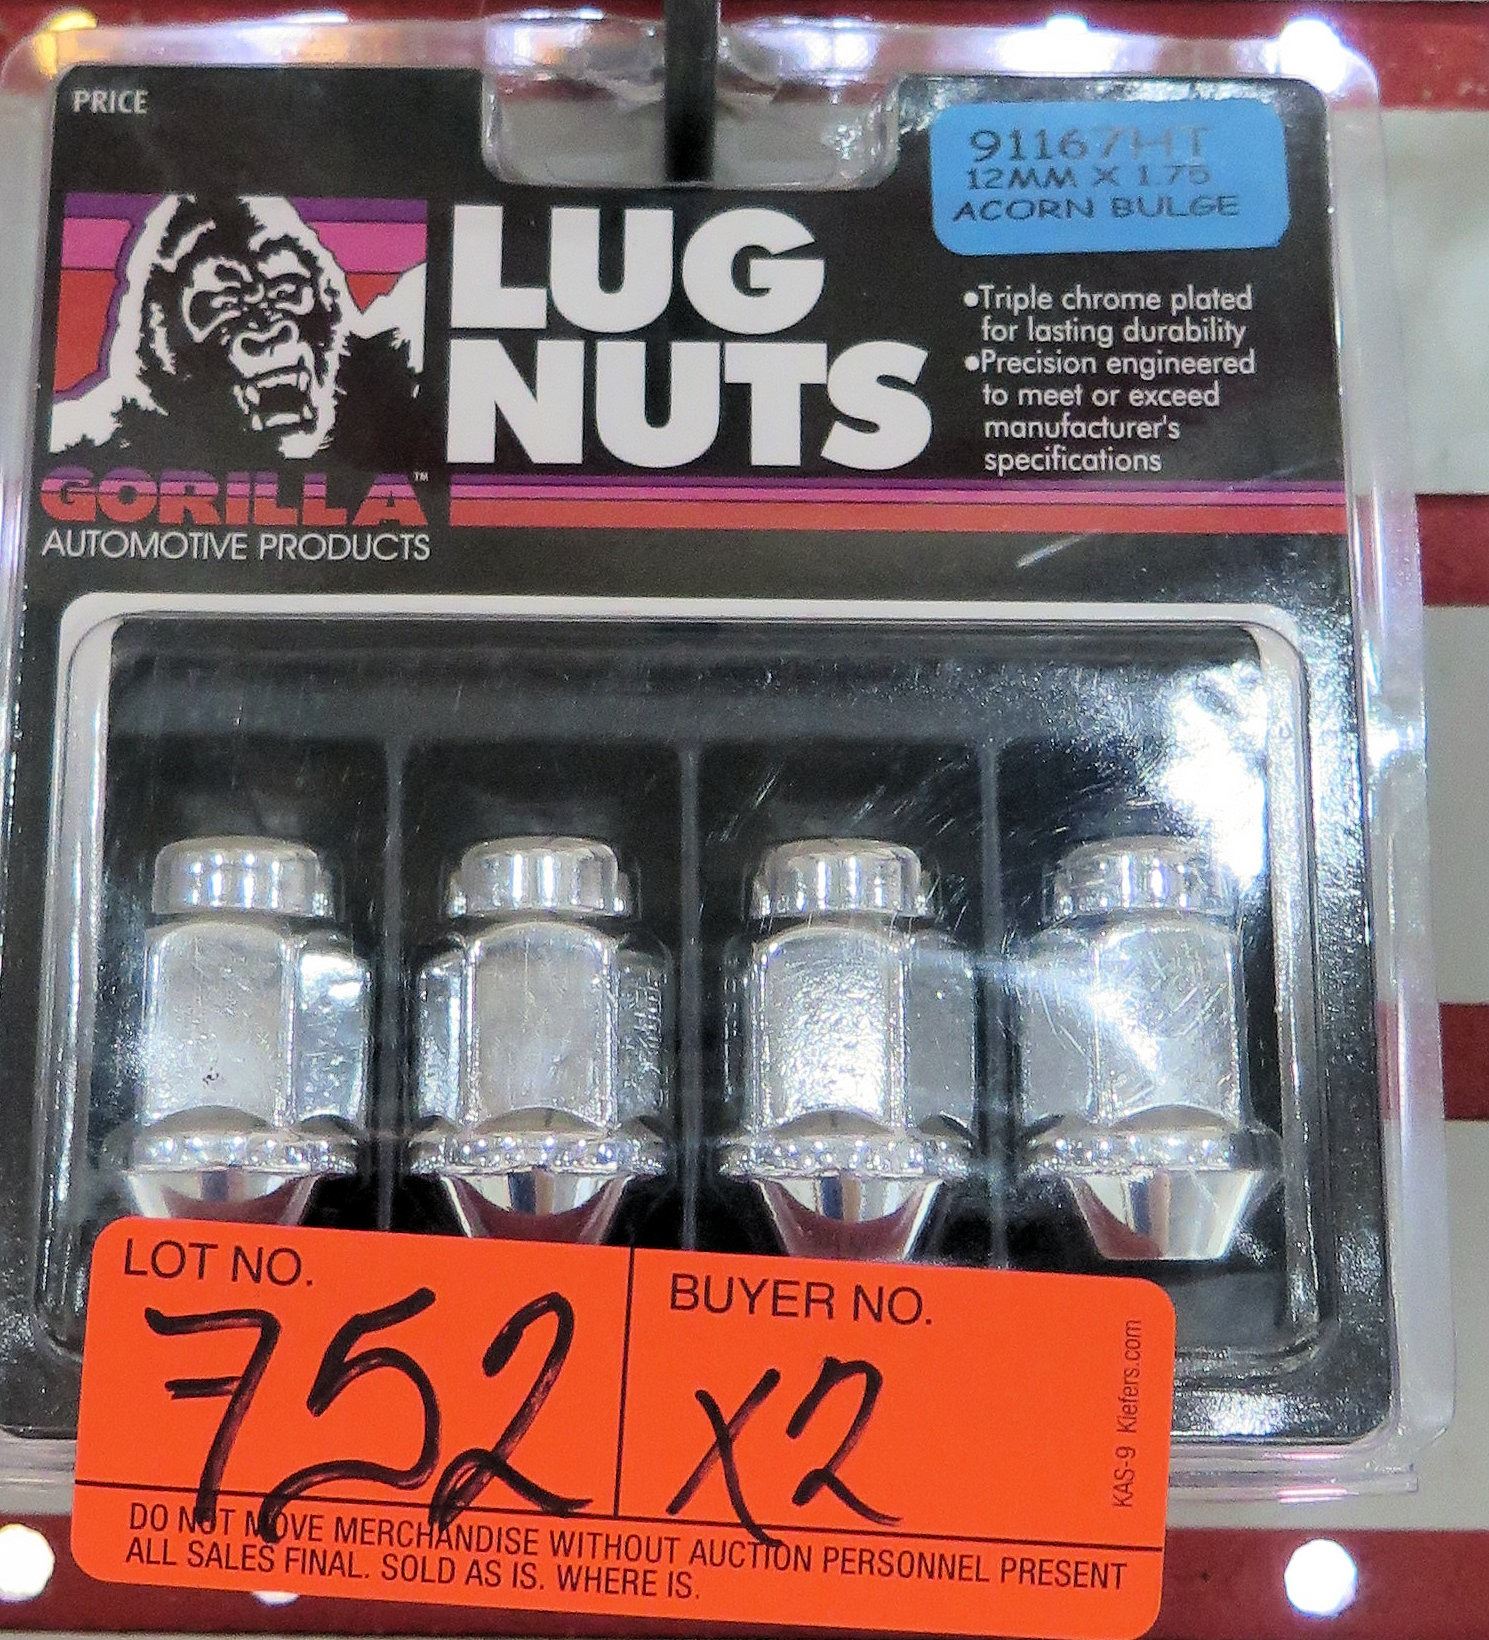 PRICE
91167HT
12MM X 1.75
ACORN BULGE
LUG
NUTS
•Triple chrome plated
for lasting durability
•Precision engineered
to meet or exceed
manufacturer's
specifications
GORILLA™
AUTOMOTIVE PRODUCTS
LOT NO.
752
BUYER NO.
X2
KAS-9 Kiefers.com
DO NOT MOVE MERCHANDISE WITHOUT AUCTION PERSONNEL PRESENT
ALL SALES FINAL. SOLD AS IS. WHERE IS.